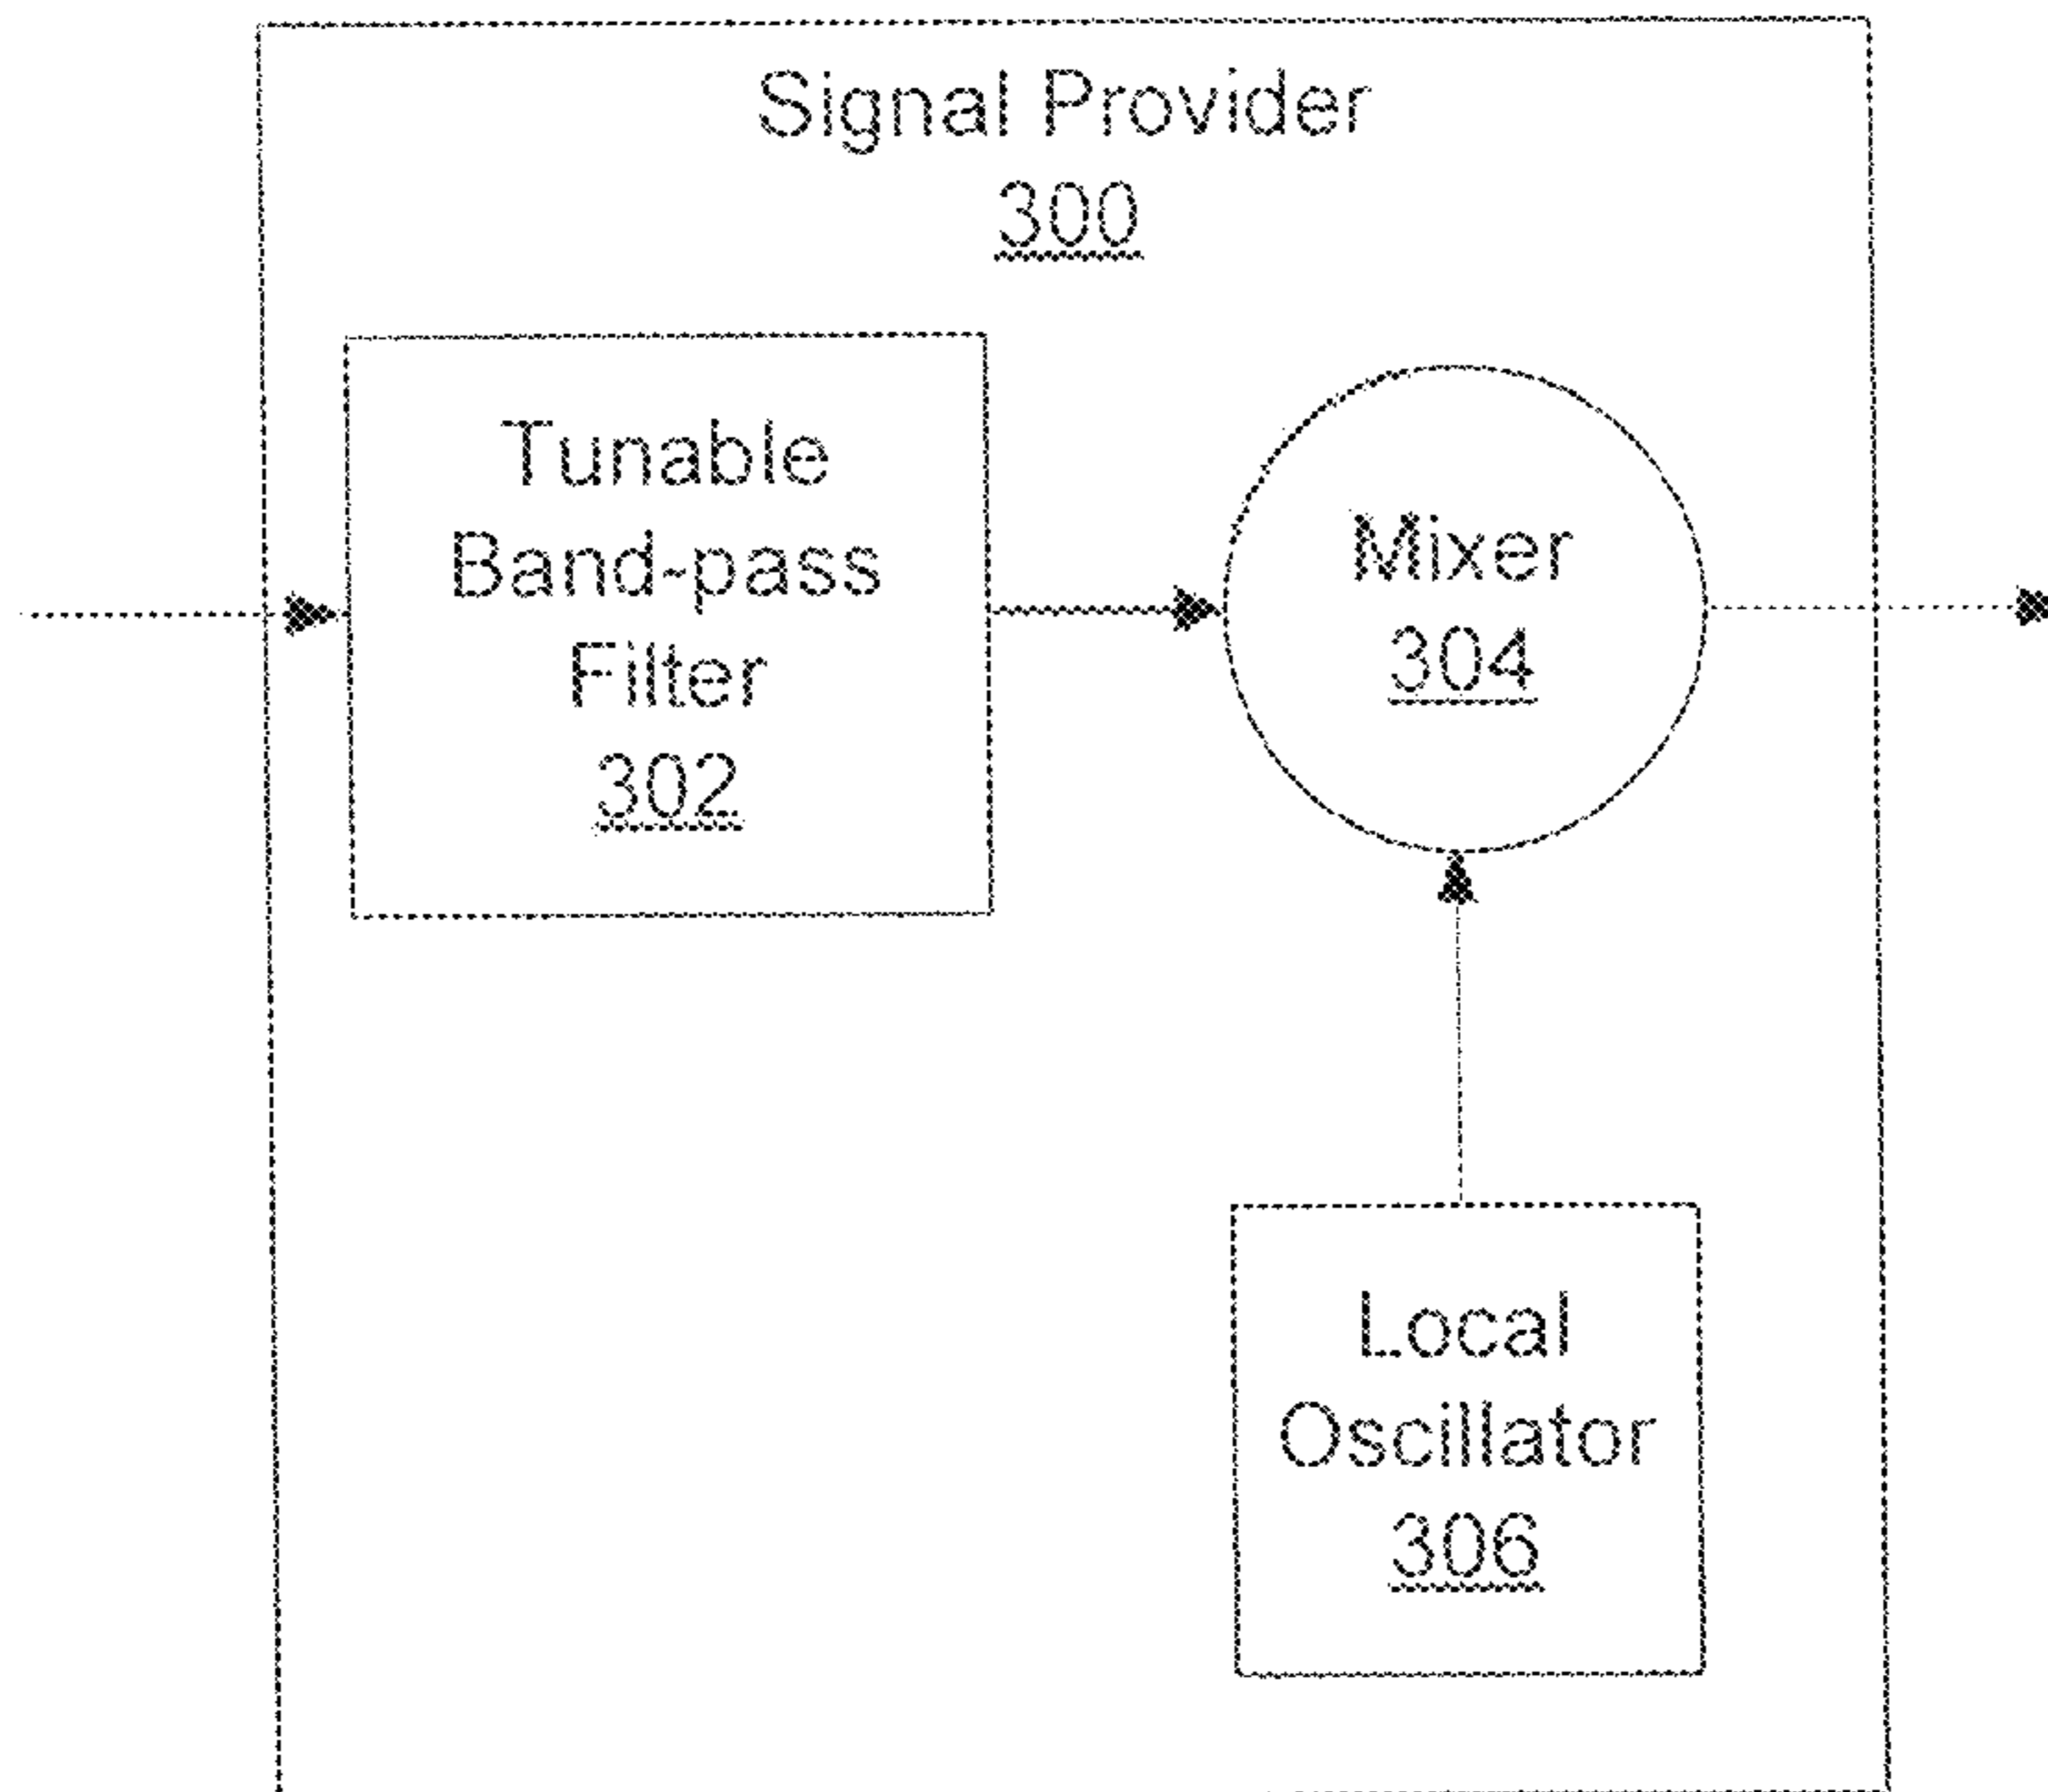 Signal Provider
300
Tunable
Band-pass
Filter
302
Mixer
304
Local
Oscillator
306